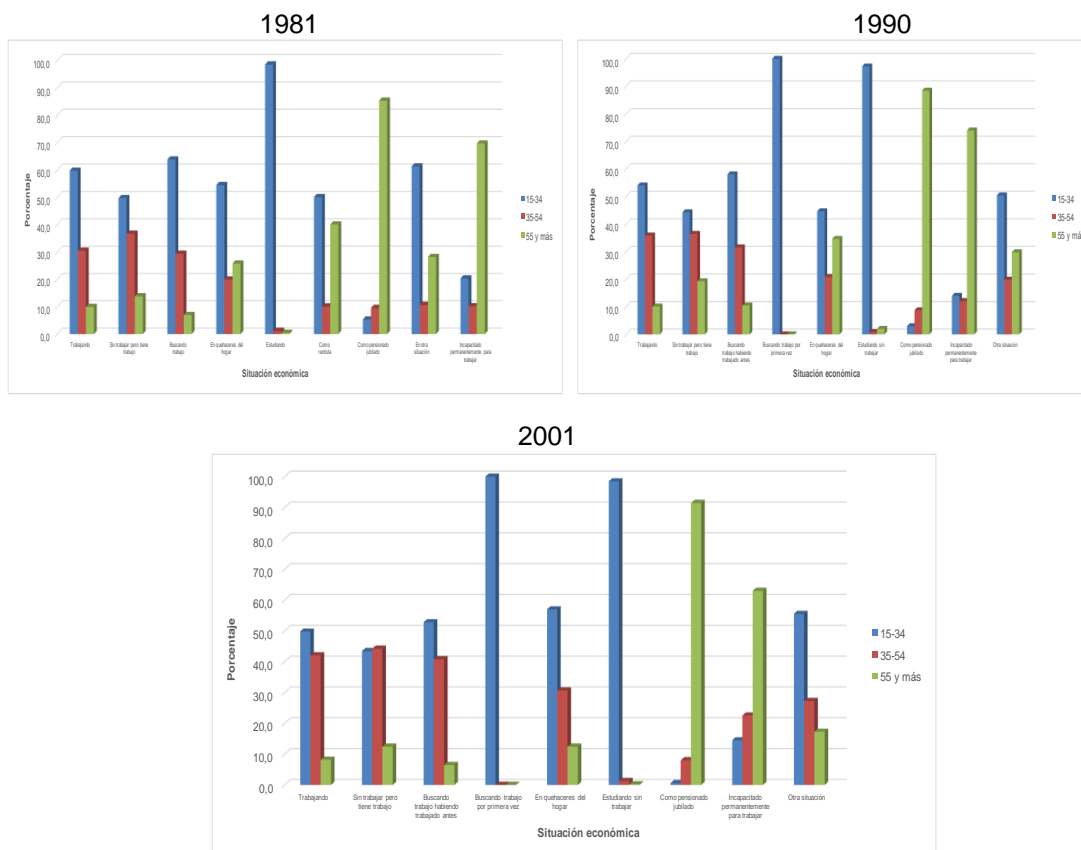 1981
100,0
90,0
80,0
70,0
60,0
50,0
40,0
30,0
20,0
10,0
0,0
Porcentaje
Trabajando
Sin trabajar pero tiene
trabajo
Buscando
trabajo
En quehaceres del
hogar
Estudiando
Como
rentista
Como pensionado
jubilado
En otra
situación
Incapacitado
permanentemente para
trabajar
Situación económica
15-34
35-54
55 y más
1990
100,0
90,0
80,0
70,0
60,0
50,0
40,0
30,0
20,0
10,0
0,0
Porcentaje
Trabajando
Sin trabajar pero tiene
trabajo
Buscando
trabajo habiendo
trabajado antes
Buscando trabajo por
primera vez
En quehaceres del
hogar
Estudiando sin
trabajar
Como pensionado
jubilado
Incapacitado
permanentemente
para trabajar
Otra situación
Situación económica
15-34
35-54
55 y más
2001
100,0
90,0
80,0
70,0
60,0
50,0
40,0
30,0
20,0
10,0
0,0
Porcentaje
Trabajando
Sin trabajar pero
tiene trabajo
Buscando
trabajo habiendo
trabajado antes
Buscando trabajo
por primera vez
En quehaceres del
hogar
Estudiando sin
trabajar
Como pensionado
jubilado
Incapacitado
permanentemente
para trabajar
Otra situación
Situación económica
15-34
35-54
55 y más